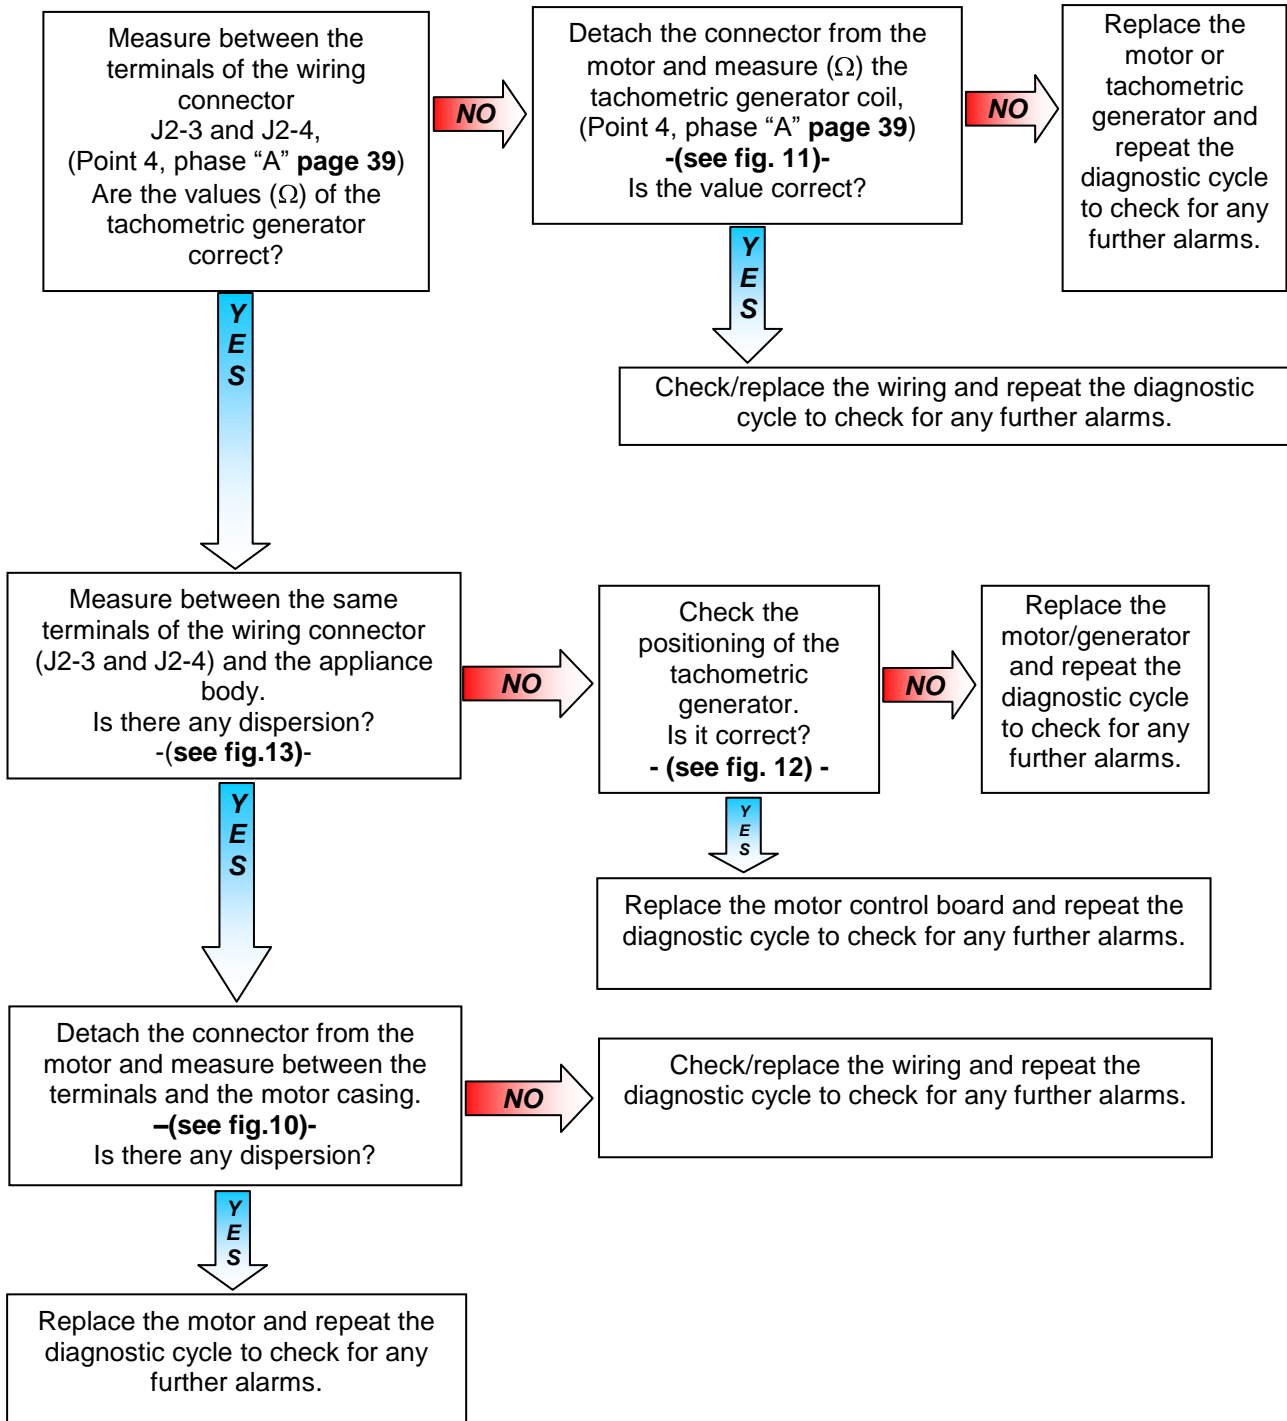 Measure between the
terminals of the wiring
connector
J2-3 and J2-4,
(Point 4, phase “A” page 39)
Are the values (Ω) of the
tachometric generator
correct?
NO
Detach the connector from the
motor and measure (Ω) the
tachometric generator coil,
(Point 4, phase “A” page 39)
-(see fig. 11)-
Is the value correct?
NO
Replace the
motor or
tachometric
generator and
repeat the
diagnostic cycle
to check for any
further alarms.
Y
E
S
Check/replace the wiring and repeat the diagnostic
cycle to check for any further alarms.
Y
E
S
Measure between the same
terminals of the wiring connector
(J2-3 and J2-4) and the appliance
body.
Is there any dispersion?
-(see fig.13)-
NO
Check the
positioning of the
tachometric
generator.
Is it correct?
- (see fig. 12) -
NO
Replace the
motor/generator
and repeat the
diagnostic cycle
to check for any
further alarms.
Y
E
S
Replace the motor control board and repeat the
diagnostic cycle to check for any further alarms.
Y
E
S
Detach the connector from the
motor and measure between the
terminals and the motor casing.
–(see fig.10)-
Is there any dispersion?
NO
Check/replace the wiring and repeat the
diagnostic cycle to check for any further alarms.
Y
E
S
Replace the motor and repeat the
diagnostic cycle to check for any
further alarms.